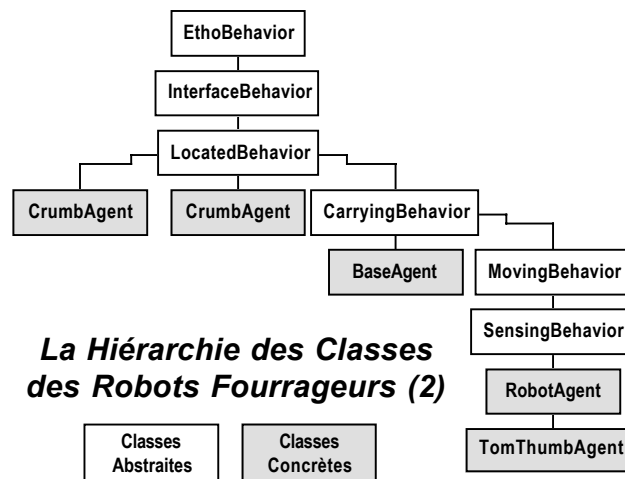 EthoBehavior
InterfaceBehavior
LocatedBehavior
CrumbAgent
CrumbAgent
CarryingBehavior
BaseAgent
MovingBehavior
SensingBehavior
La Hiérarchie des Classes
des Robots Fourrageurs (2)
RobotAgent
TomThumbAgent
Classes
Abstraites
Classes
Concrètes